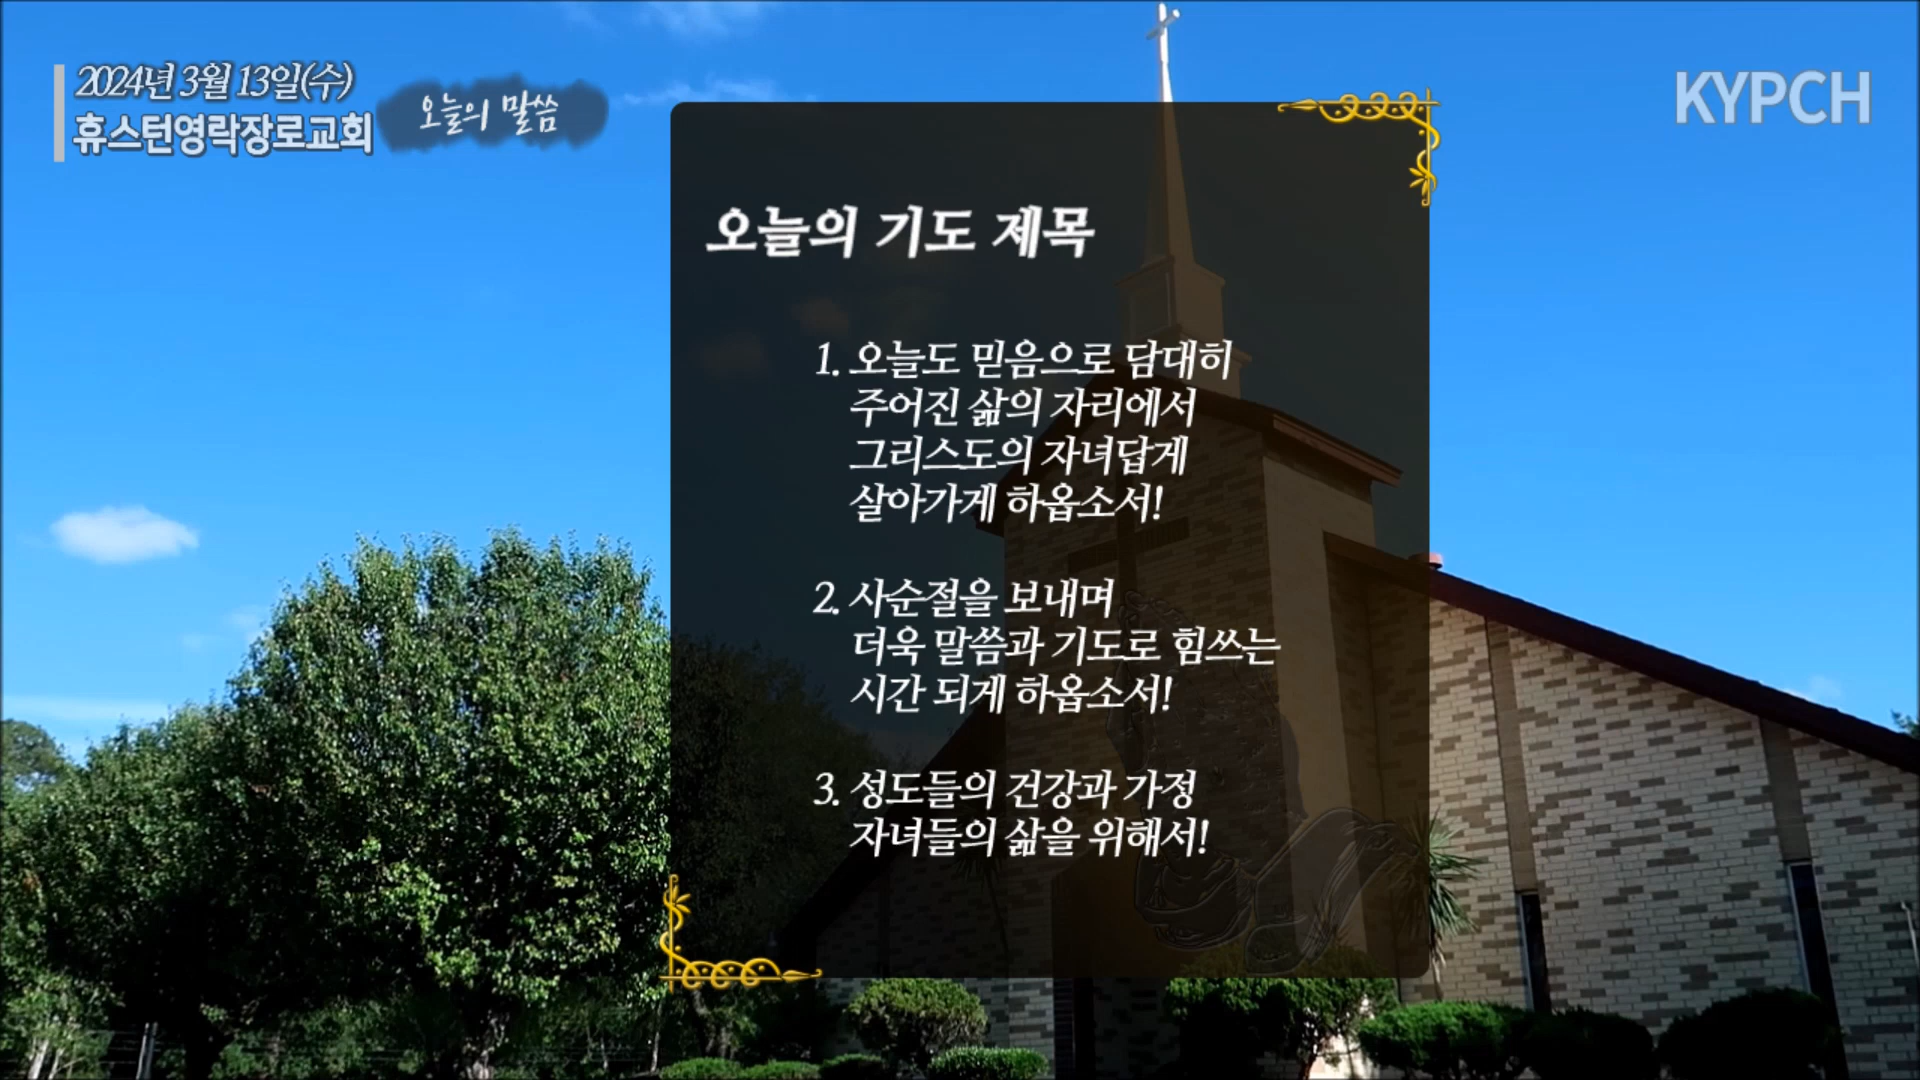 2024년 3월 13일(수)
휴스턴영락장로교회
오늘의 말씀
KYPCH
오늘의 기도 제목
1. 오늘도 믿음으로 담대히
주어진 삶의 자리에서
그리스도의 자녀답게
살아가게 하옵소서!
2. 사순절을 보내며
더욱 말씀과 기도로 힘쓰는
시간 되게 하옵소서!
3. 성도들의 건강과 가정
자녀들의 삶을 위해서!